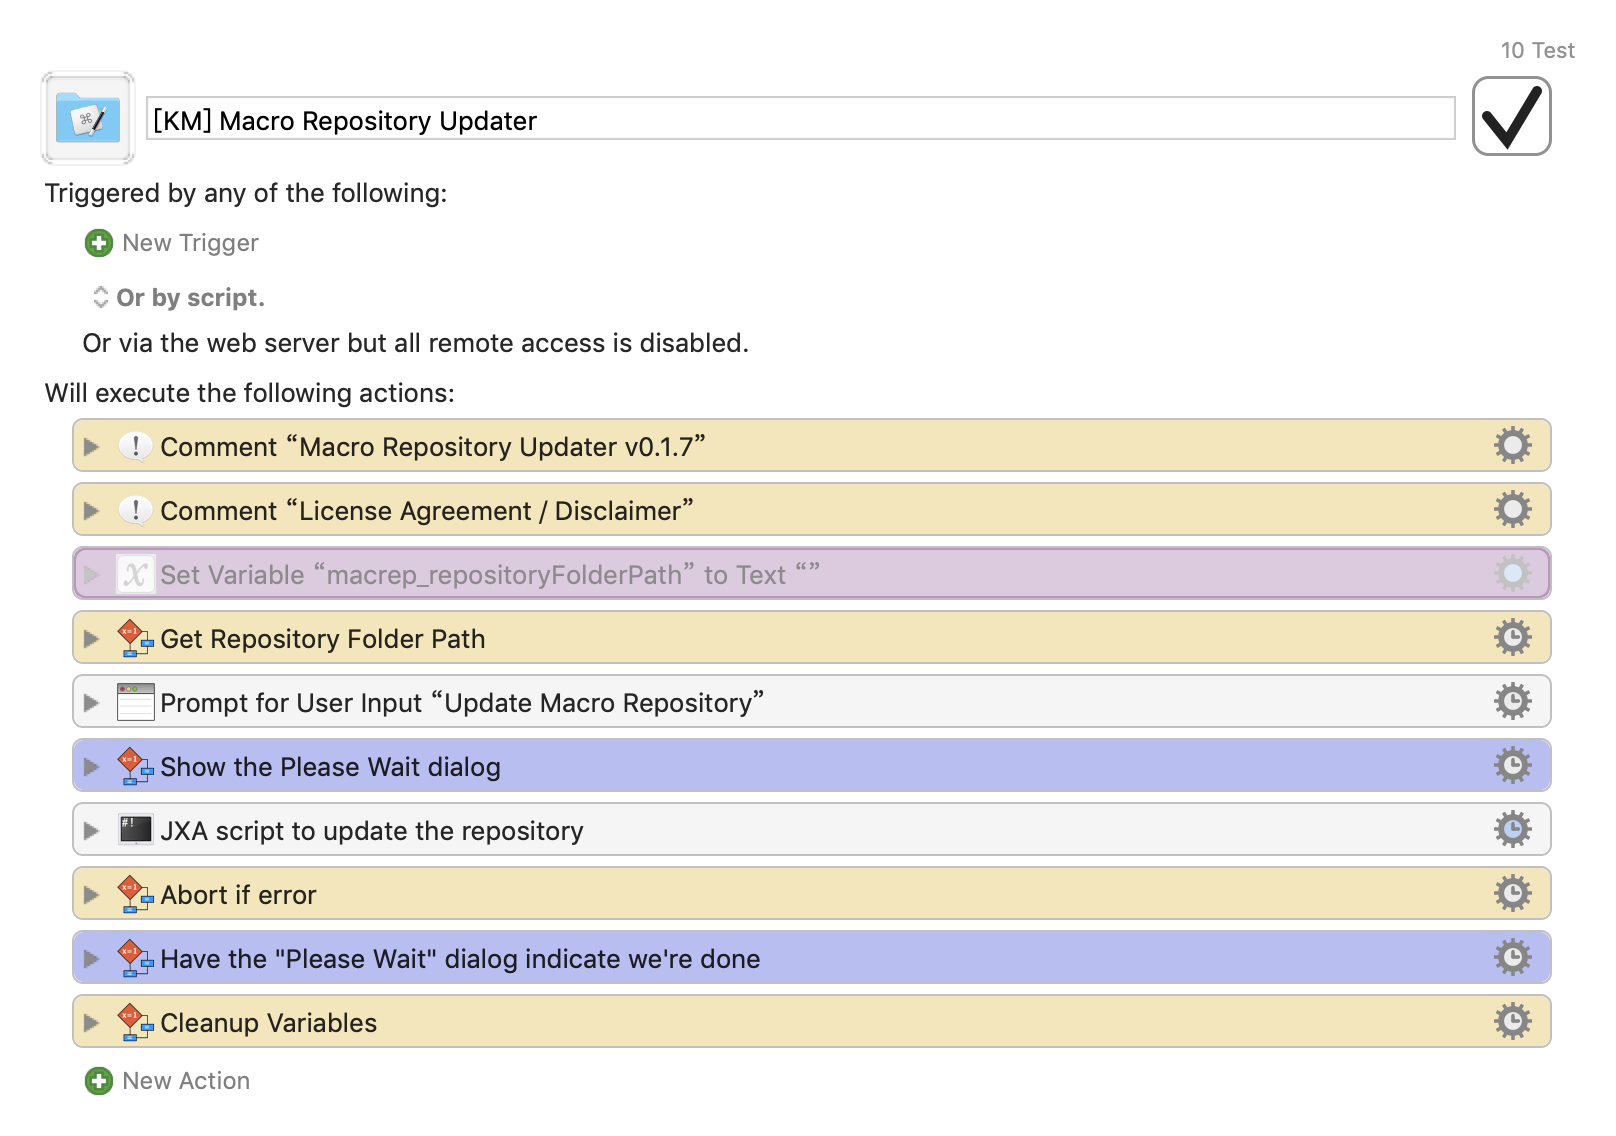 10 Test
[KM] Macro Repository Updater
Triggered by any of the following:
New Trigger
Or by script.
Or via the web server but all remote access is disabled.
Will execute the following actions:
Comment “Macro Repository Updater v0.1.7”
Comment “License Agreement / Disclaimer”
Set Variable “macrep_repositoryFolderPath” to Text “”
Get Repository Folder Path
Prompt for User Input “Update Macro Repository”
Show the Please Wait dialog
JXA script to update the repository
Abort if error
Have the "Please Wait" dialog indicate we're done
Cleanup Variables
New Action